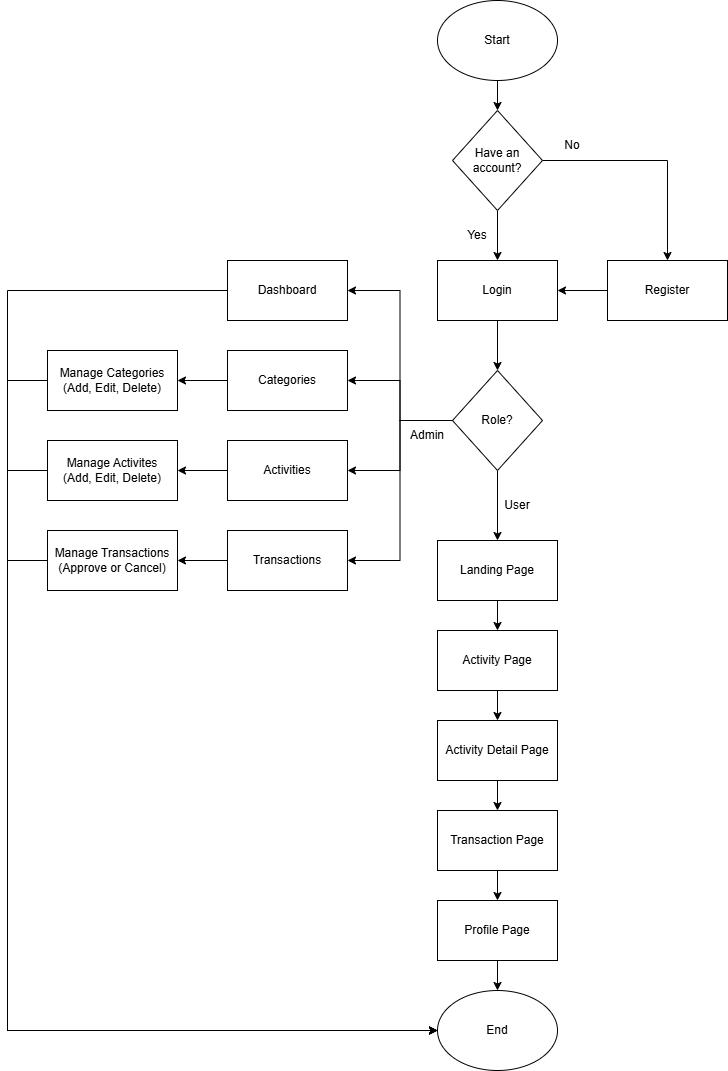 Start
Have an
account?
No
Yes
Dashboard
Login
Register
Manage Categories
(Add, Edit, Delete)
Categories
Role?
Admin
Manage Activites
(Add, Edit, Delete)
Activities
User
Manage Transactions
(Approve or Cancel)
Transactions
Landing Page
Activity Page
Activity Detail Page
Transaction Page
Profile Page
End